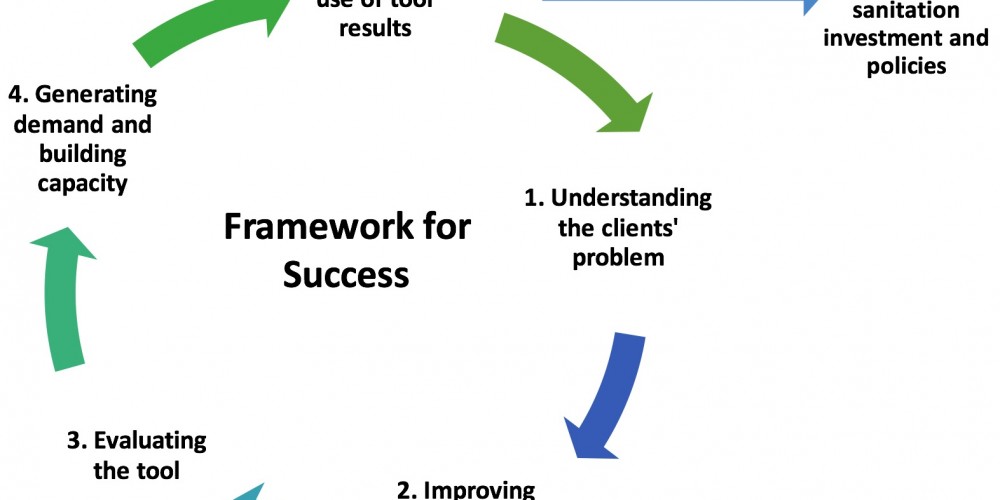 use of tool
results
sanitation
investment and
policies
4. Generating
demand and
building
capacity
1. Understanding
the clients'
problem
Framework for
Success
3. Evaluating
the tool
2. Improving